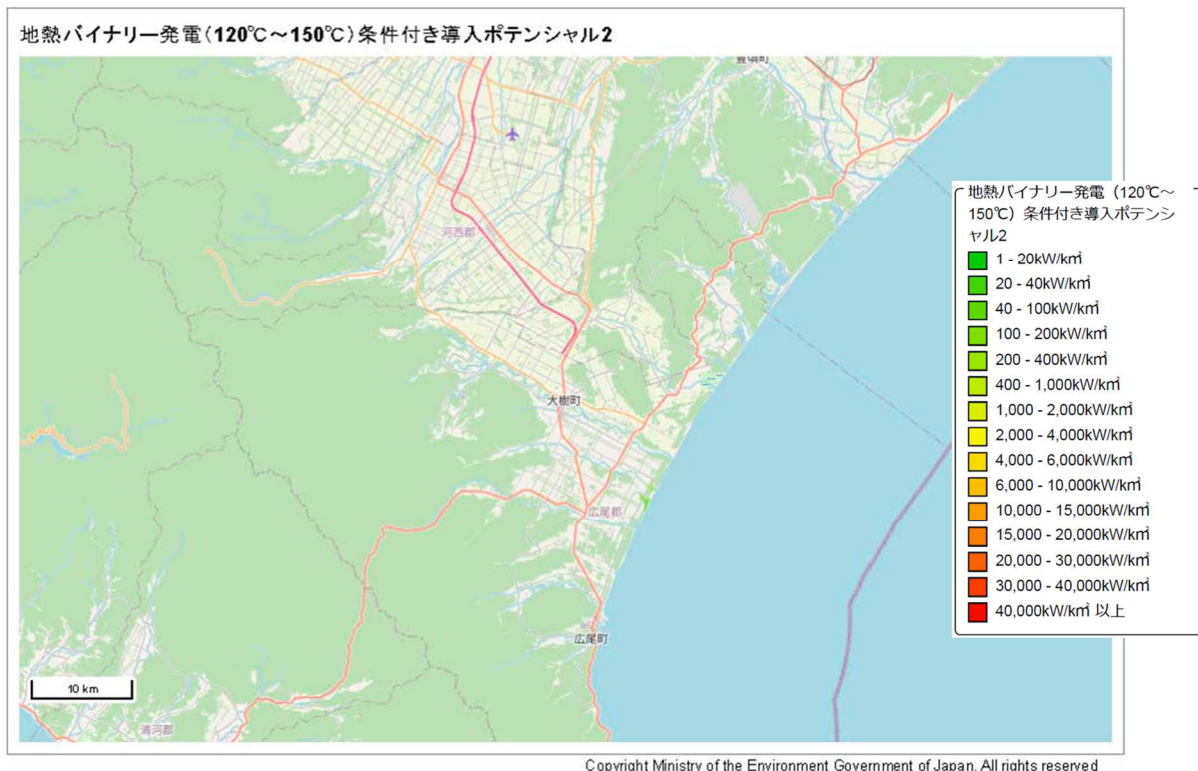 地熱バイナリー発電(120℃～150℃)条件付き導入ポテンシャル2
豊頃町
河西郡
大樹町
広尾郡
広尾町
浦河郡
10 km
地熱バイナリー発電（120℃～
150℃）条件付き導入ポテンシ
ャル2
1 - 20kW/k㎡
20 - 40kW/k㎡
40 - 100kW/k㎡
100 - 200kW/k㎡
200 - 400kW/k㎡
400 - 1,000kW/k㎡
1,000 - 2,000kW/k㎡
2,000 - 4,000kW/k㎡
4,000 - 6,000kW/k㎡
6,000 - 10,000kW/k㎡
10,000 - 15,000kW/k㎡
15,000 - 20,000kW/k㎡
20,000 - 30,000kW/k㎡
30,000 - 40,000kW/k㎡
40,000kW/k㎡ 以上
Copyright Ministry of the Environment Government of Japan. All rights reserved